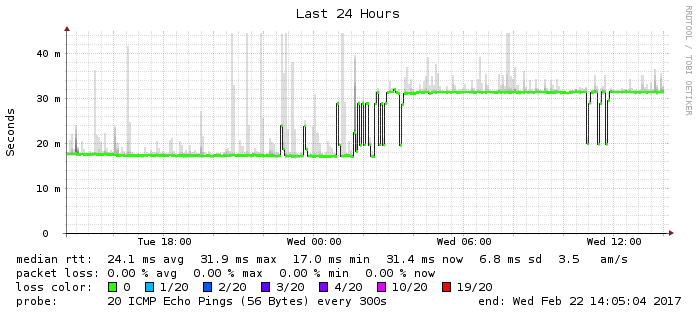 Last 24 Hours
RRDTOOL / TOBI OETIKER
Seconds
40 m
30 m
20 m
10 m
0
Tue 18:00 Wed 00:00 Wed 06:00 Wed 12:00
median rtt: 24.1 ms avg 31.9 ms max 17.0 ms min 31.4 ms now 6.8 ms sd 3.5 am/s
packet loss: 0.00 % avg 0.00 % max 0.00 % min 0.00 % now
loss color: 0 1/20 2/20 3/20 4/20 10/20 19/20
probe: 20 ICMP Echo Pings (56 Bytes) every 300s end: Wed Feb 22 14:05:04 2017